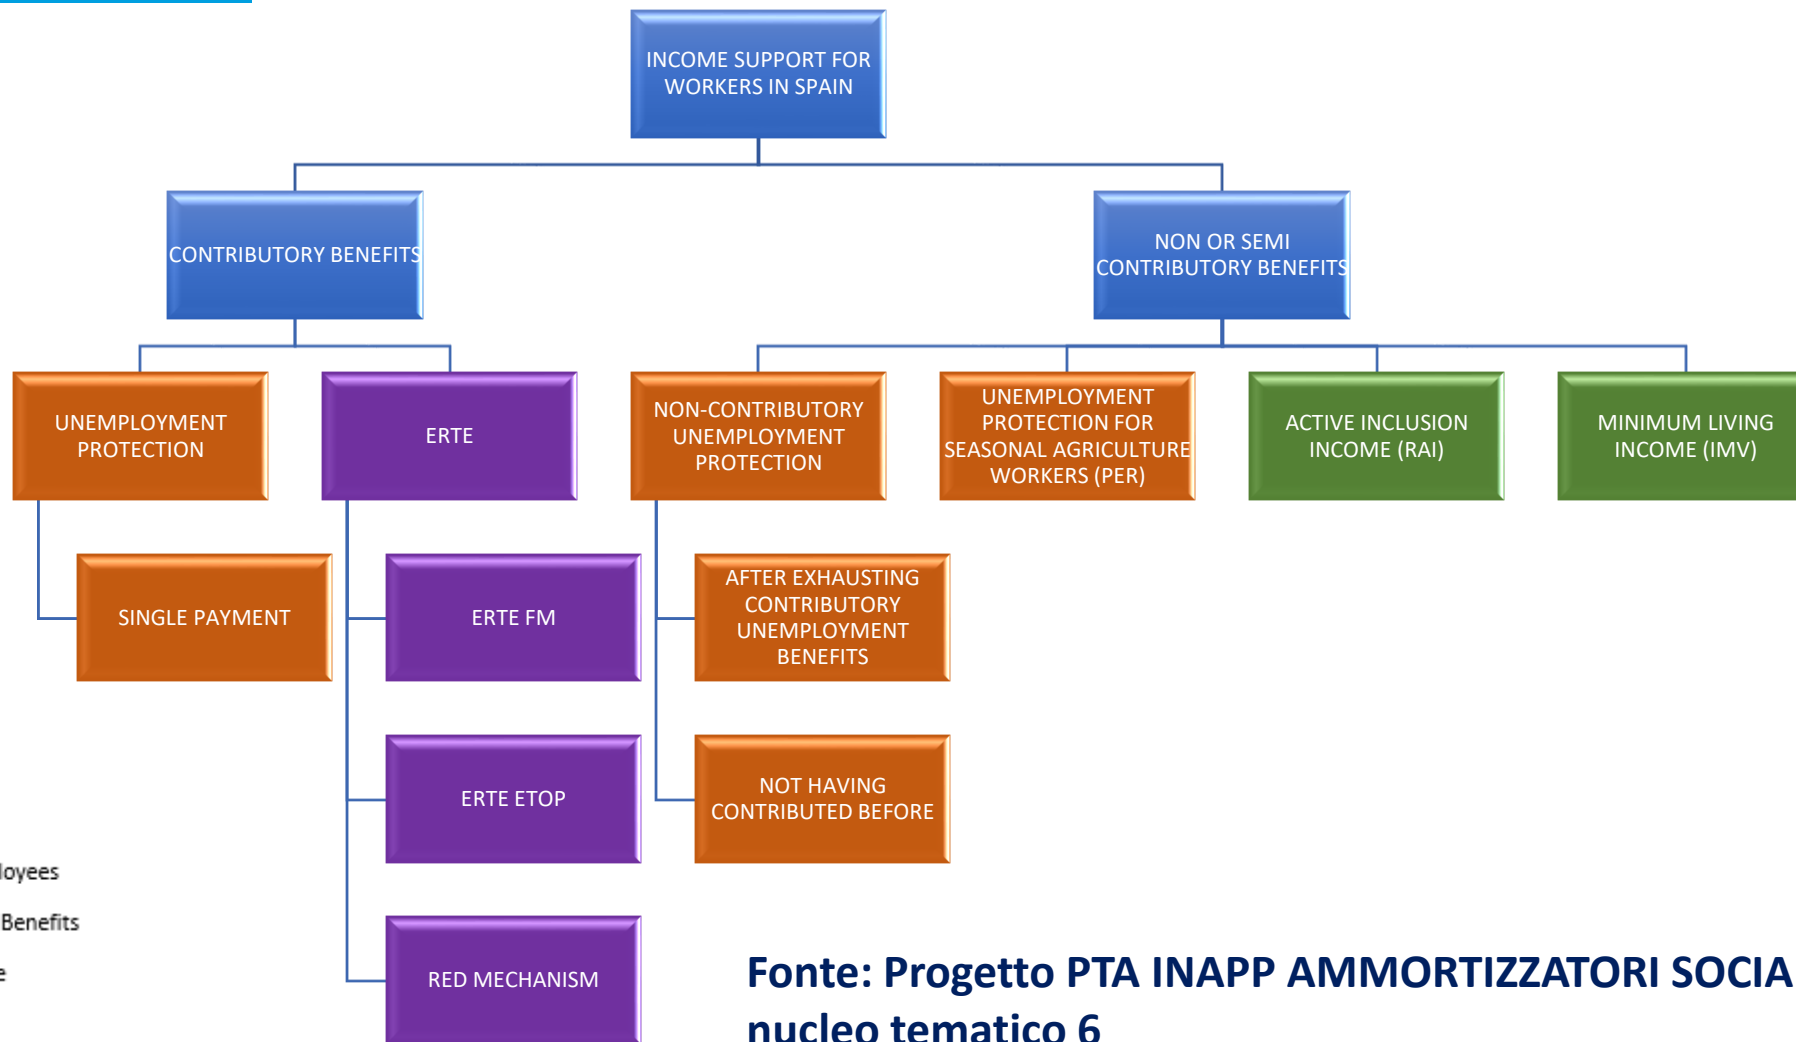 INCOME SUPPORT FOR
WORKERS IN SPAIN
CONTRIBUTORY BENEFITS
NON OR SEMI
CONTRIBUTORY BENEFITS
UNEMPLOYMENT
PROTECTION
ERTE
NON-CONTRIBUTORY
UNEMPLOYMENT
PROTECTION
UNEMPLOYMENT
PROTECTION FOR
SEASONAL AGRICULTURE
WORKERS (PER)
ACTIVE INCLUSION
INCOME (RAI)
MINIMUM LIVING
INCOME (IMV)
SINGLE PAYMENT
ERTE FM
AFTER EXHAUSTING
CONTRIBUTORY
UNEMPLOYMENT
BENEFITS
ERTE ETOP
NOT HAVING
CONTRIBUTED BEFORE
RED MECHANISM
Benefits
Fonte: Progetto PTA INAPP AMMORTIZZATORI
nucleo tematico 6